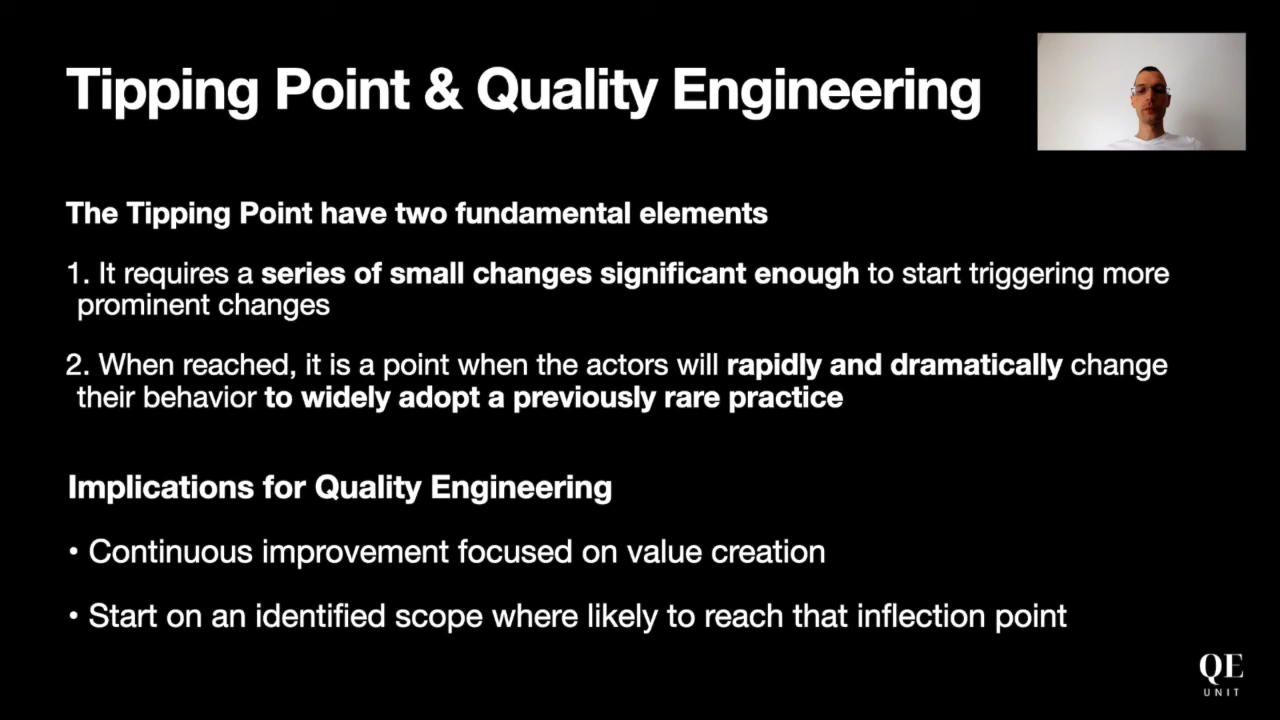 Tipping Point & Quality Engineering
The Tipping Point have two fundamental elements
1. It requires a series of small changes significant enough to start triggering more
prominent changes
2. When reached, it is a point when the actors will rapidly and dramatically change
their behavior to widely adopt a previously rare practice
Implications for Quality Engineering
• Continuous improvement focused on value creation
• Start on an identified scope where likely to reach that inflection point
QE
UNIT